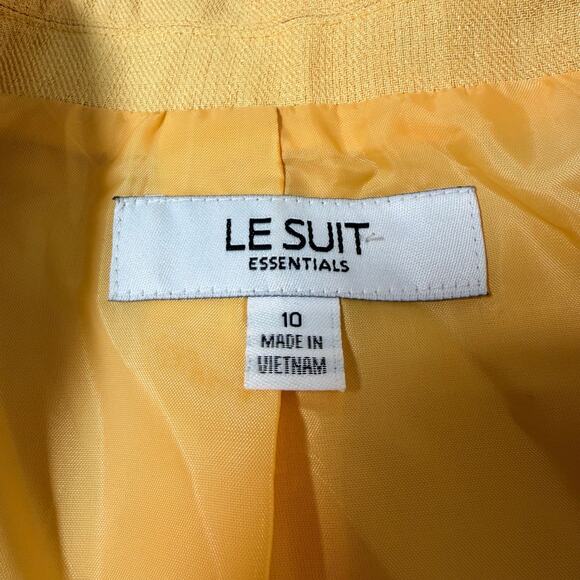 LE SUIT
ESSENTIALS
10
MADE IN
VIETNAM